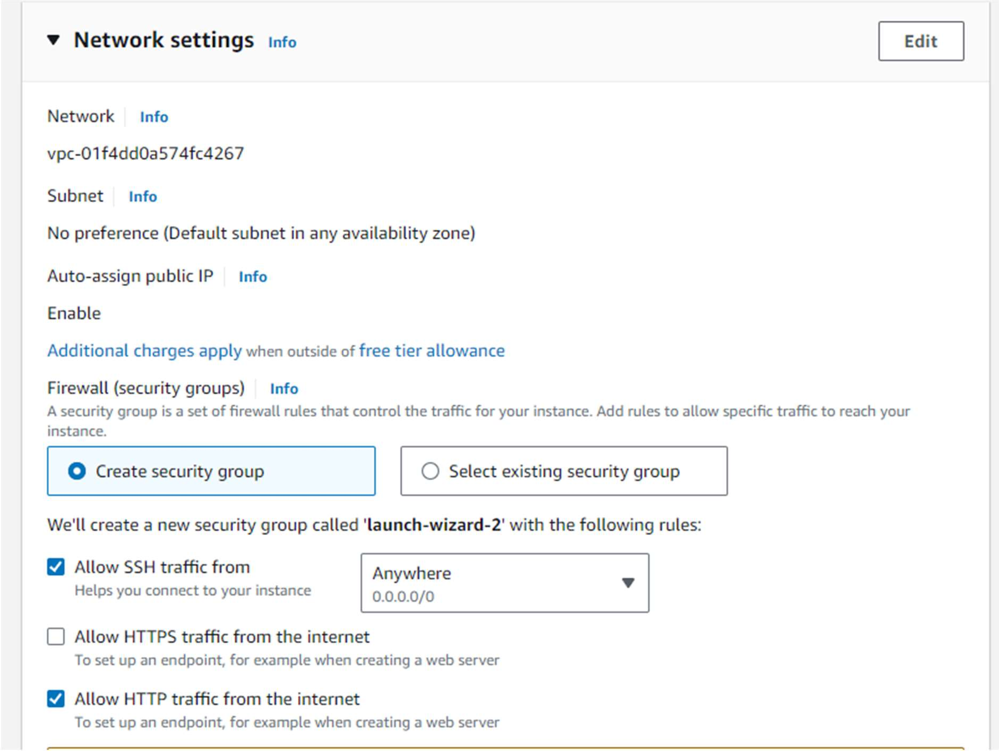 Network settings Info Edit
Network Info
vpc-01f4dd0a574fc4267
Subnet Info
No preference (Default subnet in any availability zone)
Auto-assign public IP Info
Enable
Additional charges apply when outside of free tier allowance
Firewall (security groups) Info
A security group is a set of firewall rules that control the traffic for your instance. Add rules to allow specific traffic to reach your
instance.
Create security group Select existing security group
We'll create a new security group called 'launch-wizard-2' with the following rules:
Allow SSH traffic from Anywhere
Helps you connect to your instance 0.0.0.0/0
Allow HTTPS traffic from the internet
To set up an endpoint, for example when creating a web server
Allow HTTP traffic from the internet
To set up an endpoint, for example when creating a web server